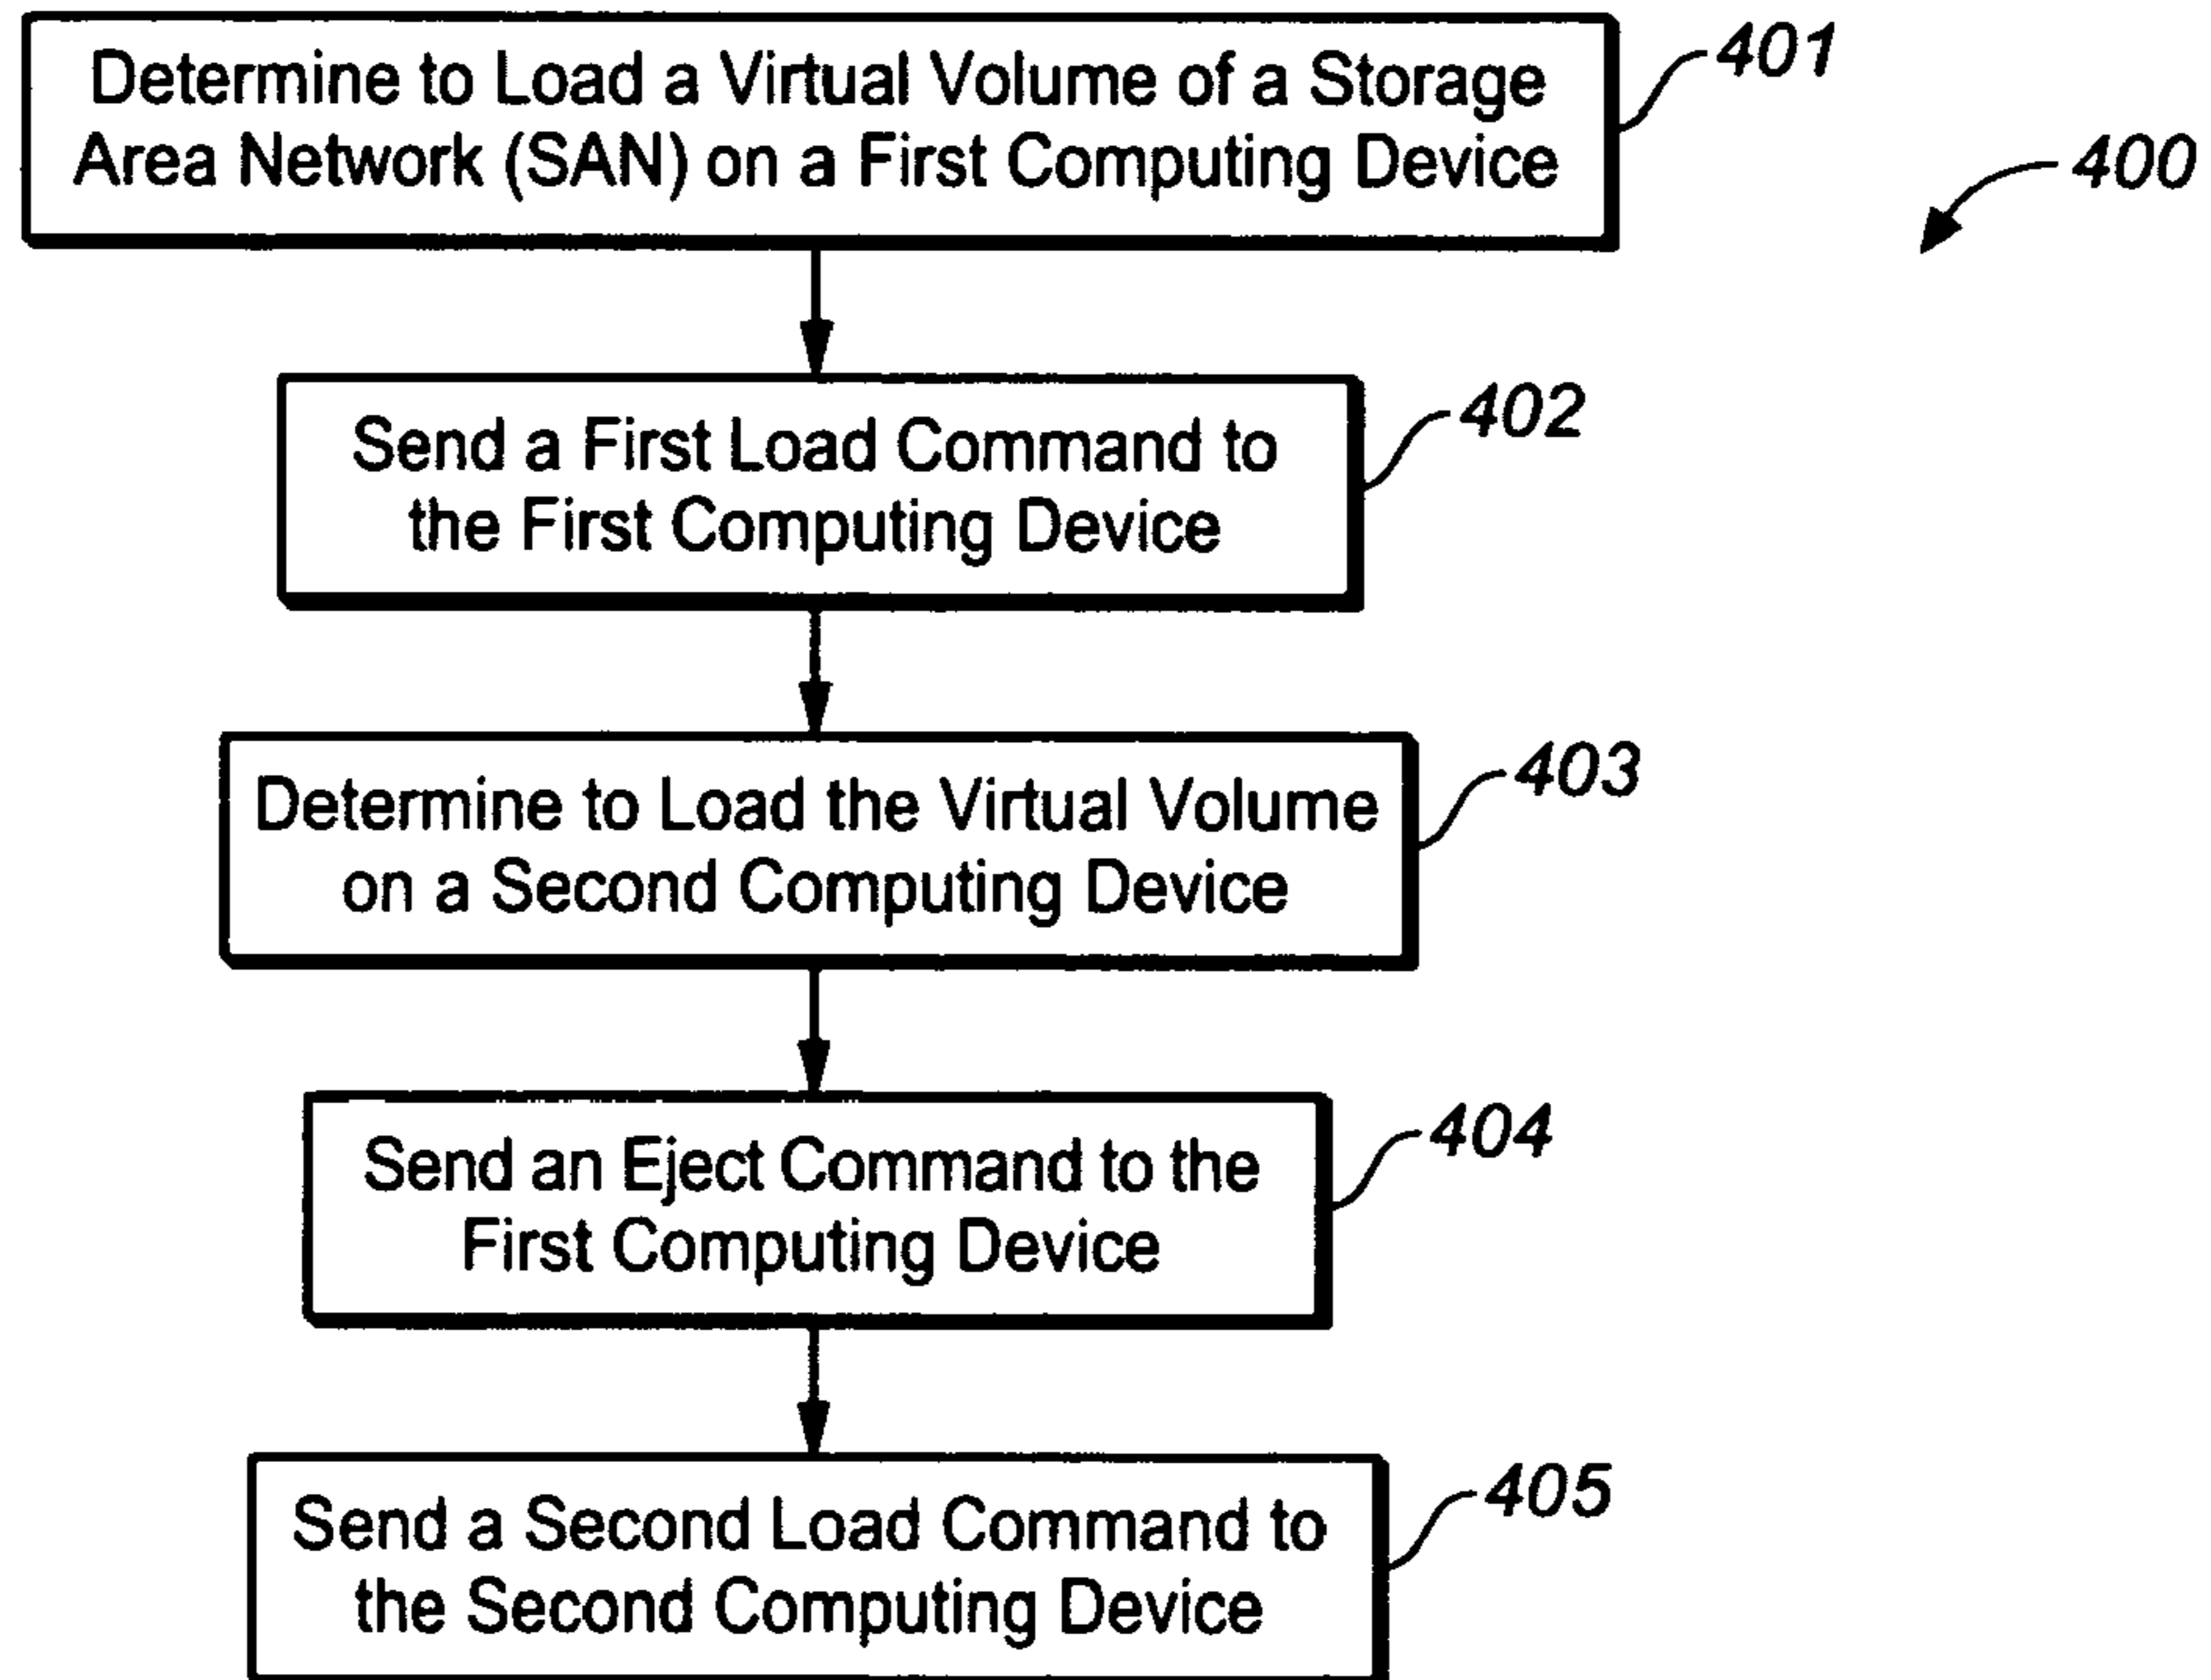 Determine to Load a Virtual Volume of a Storage
Area Network (SAN) on a First Computing Device
401
400
Send a First Load Command to
the First Computing Device
402
Determine to Load the Virtual Volume
on a Second Computing Device
403
Send an Eject Command to the
First Computing Device
404
Send a Second Load Command to
the Second Computing Device
405